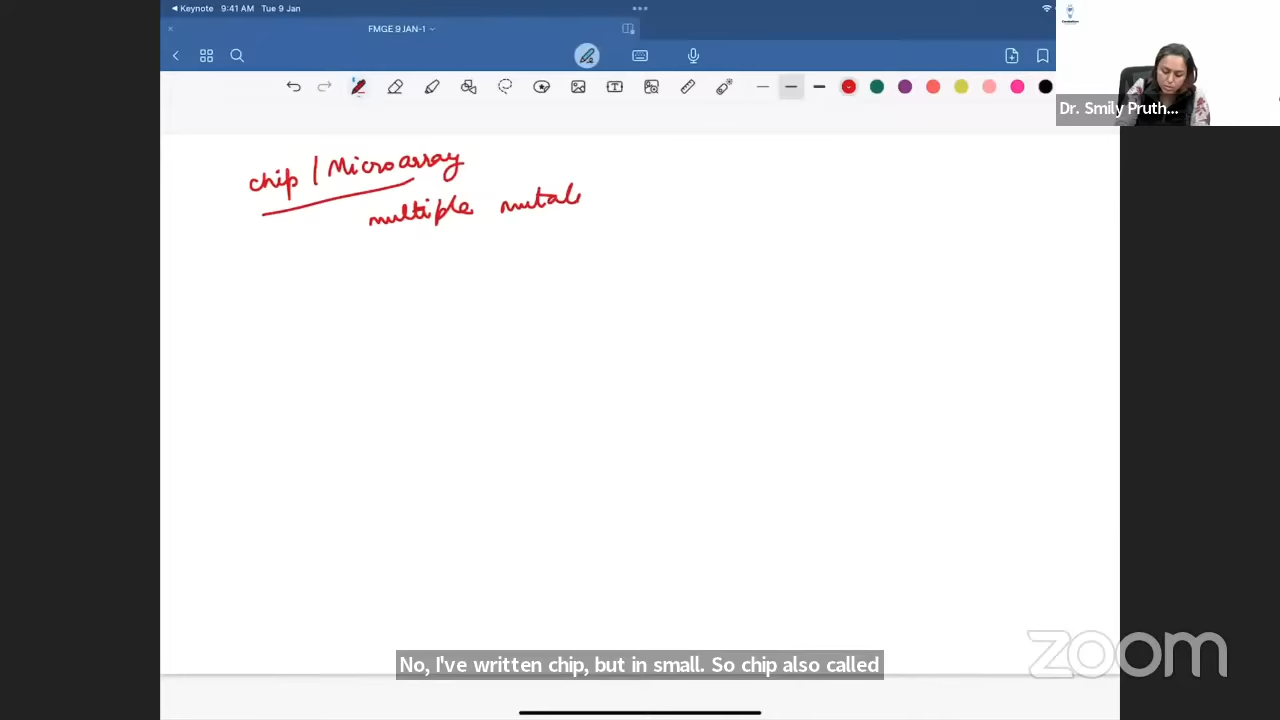 Keynote 9:41 AM Tue 9 Jan
FMGE 9 JAN-1
Dr. Smily Pruth...
chip | Microarray
multiple mutat
No, I've written chip, but in small. So chip also called
zoom